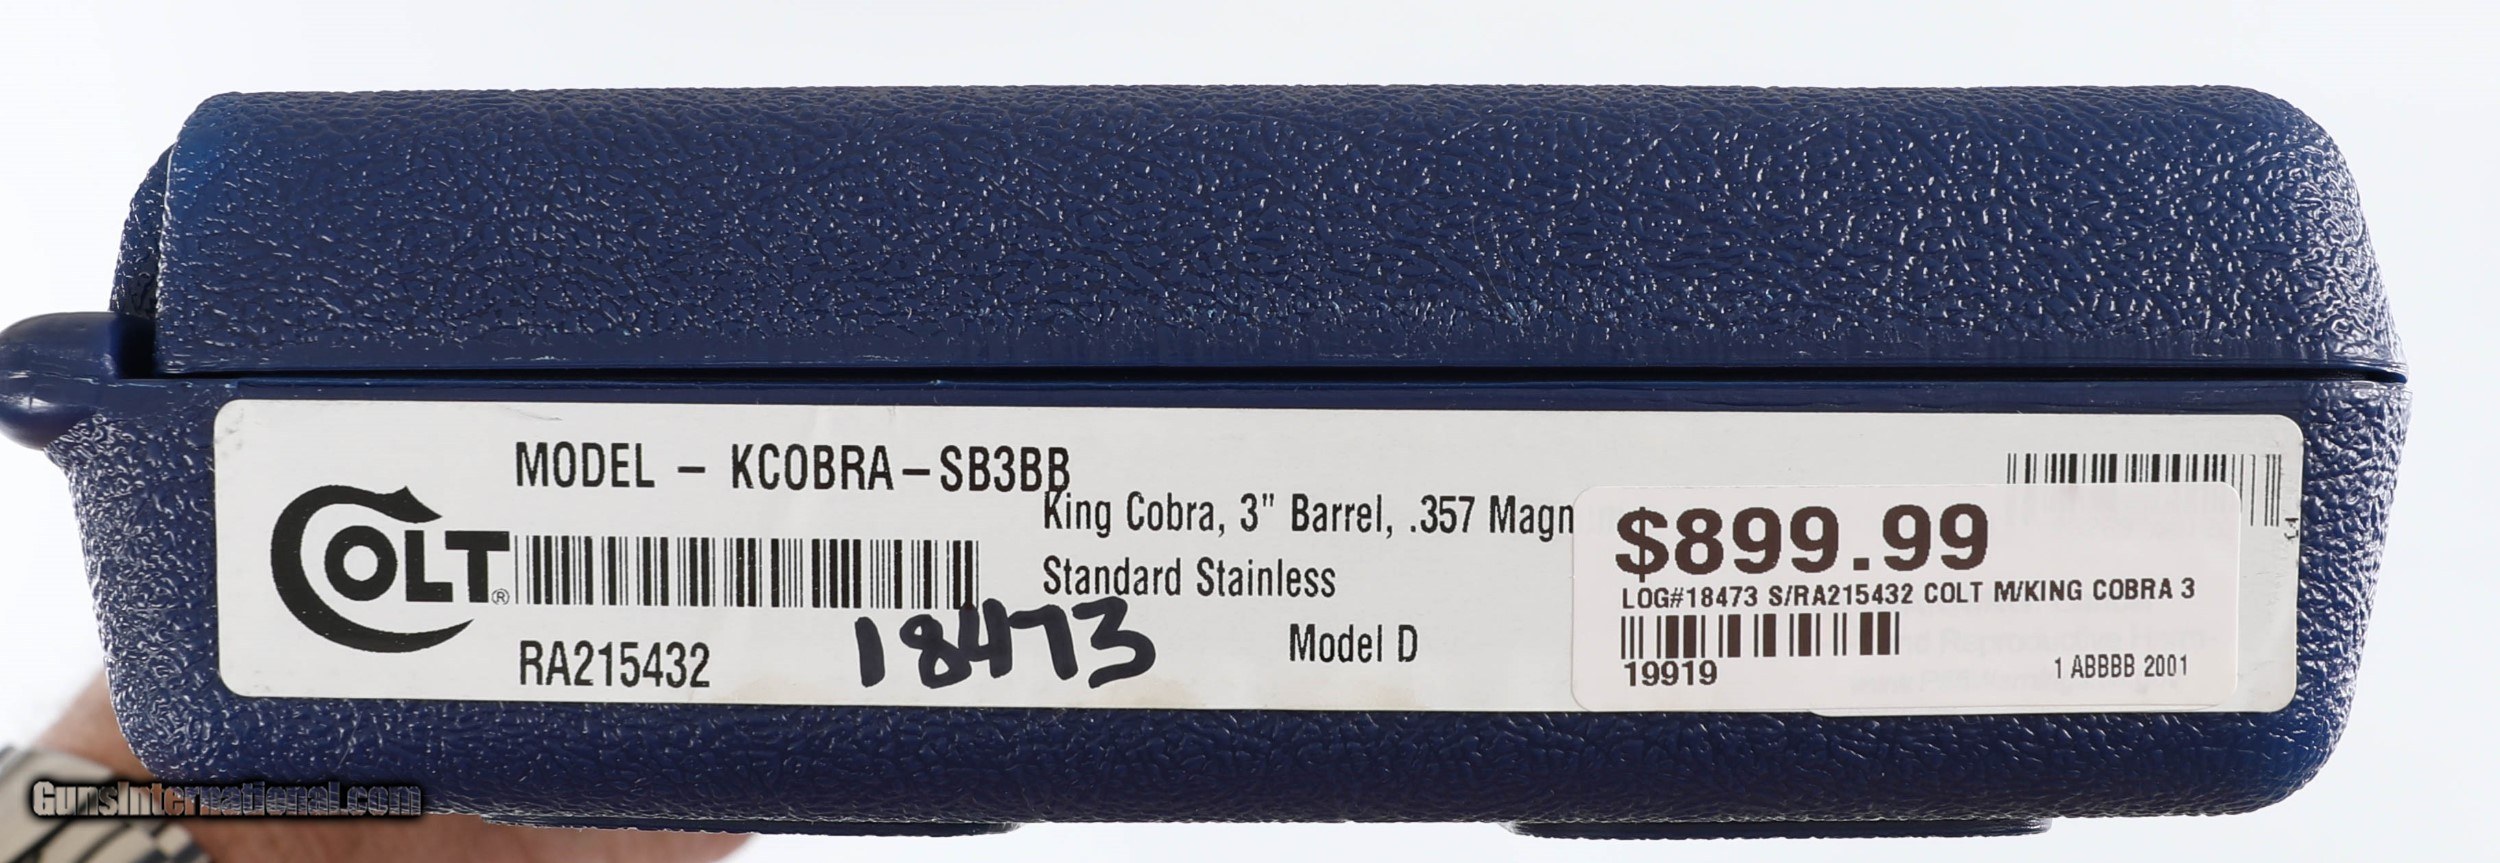 MODEL - KCOBRA-SB3BB
King Cobra, 3" Barrel, .357 Magn
Standard Stainless
Model D
COLT®
RA215432
18473
$899.99
LOG#18473 S/RA215432 COLT M/KING COBRA 3
19919
1 ABBBB 2001
GunsInternational.com